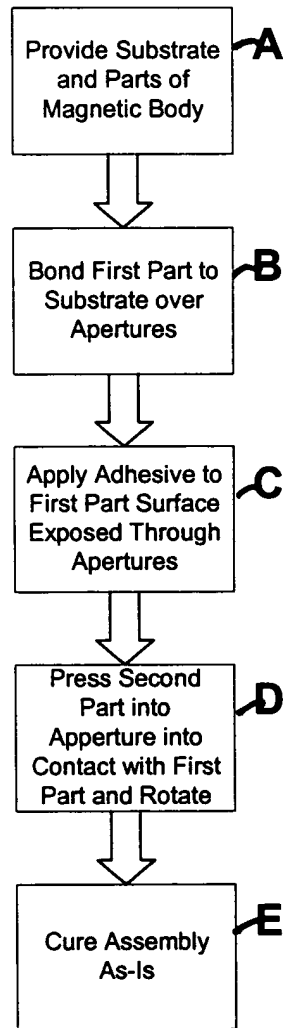 Provide Substrate
and Parts of
Magnetic Body
A
Bond First Part to
Substrate over
Apertures
B
Apply Adhesive to
First Part Surface
Exposed Through
Apertures
C
Press Second
Part into
Apperture into
Contact with First
Part and Rotate
D
Cure Assembly
As-Is
E